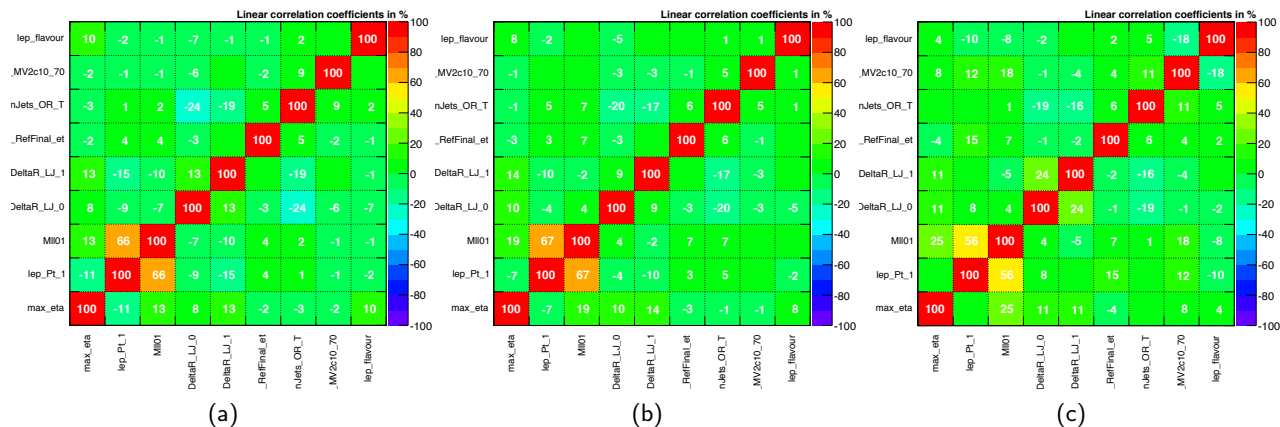 Linear correlation coefficients in %
lep_flavour 10 -2 -1 -7 -1 -1 2 100
_MV2c10_70 -2 -1 -1 -6 -2 9 100
nJets_OR_T -3 1 2 -24 -19 5 100 9 2
_RefFinal_et -2 4 4 -3 100 5 -2 -1
DeltaR_LJ_1 13 -15 -10 13 100 -19 -1
DeltaR_LJ_0 8 -9 -7 100 13 -3 -24 -6 -7
Mll01 13 66 100 -7 -10 4 2 -1 -1
lep_Pt_1 -11 100 66 -9 -15 4 1 -1 -2
max_eta 100 -11 13 8 13 -2 -3 -2 10
max_eta lep_Pt_1 Mll01 DeltaR_LJ_0 DeltaR_LJ_1 _RefFinal_et nJets_OR_T _MV2c10_70 lep_flavour
100
80
60
40
20
0
-20
-40
-60
-80
-100
(a)
Linear correlation coefficients in %
lep_flavour 8 -2 -5 1 1 100
_MV2c10_70 -1 -3 -3 -1 5 100 1
nJets_OR_T -1 5 7 -20 -17 6 100 5 1
_RefFinal_et -3 3 7 -3 100 6 -1
DeltaR_LJ_1 14 -10 -2 9 100 -17 -3
DeltaR_LJ_0 10 -4 4 100 9 -3 -20 -3 -5
Mll01 19 67 100 4 -2 7 7
lep_Pt_1 -7 100 67 -4 -10 3 5 -2
max_eta 100 -7 19 10 14 -3 -1 -1 8
max_eta lep_Pt_1 Mll01 DeltaR_LJ_0 DeltaR_LJ_1 _RefFinal_et nJets_OR_T _MV2c10_70 lep_flavour
100
80
60
40
20
0
-20
-40
-60
-80
-100
(b)
Linear correlation coefficients in %
lep_flavour 4 -10 -8 -2 2 5 -18 100
_MV2c10_70 8 12 18 -1 -4 4 11 100 -18
nJets_OR_T 1 -19 -16 6 100 11 5
_RefFinal_et -4 15 7 -1 -2 100 6 4 2
DeltaR_LJ_1 11 -5 24 100 -2 -16 -4
DeltaR_LJ_0 11 8 4 100 24 -1 -19 -1 -2
Mll01 25 56 100 4 -5 7 1 18 -8
lep_Pt_1 100 56 8 15 12 -10
max_eta 100 25 11 11 -4 8 4
max_eta lep_Pt_1 Mll01 DeltaR_LJ_0 DeltaR_LJ_1 _RefFinal_et nJets_OR_T _MV2c10_70 lep_flavour
100
80
60
40
20
0
-20
-40
-60
-80
-100
(c)